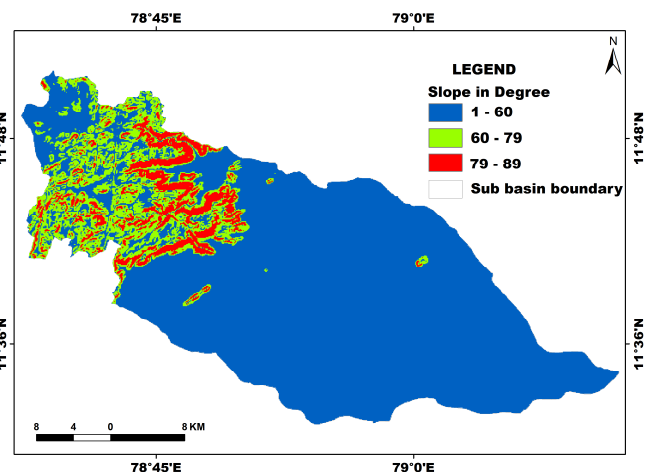 78°45'E 79°0'E
N
LEGEND
Slope in Degree
1 - 60
60 - 79
79 - 89
Sub basin boundary
11°48'N 11°48'N
11°36'N 11°36'N
8 4 0 8 KM
78°45'E 79°0'E